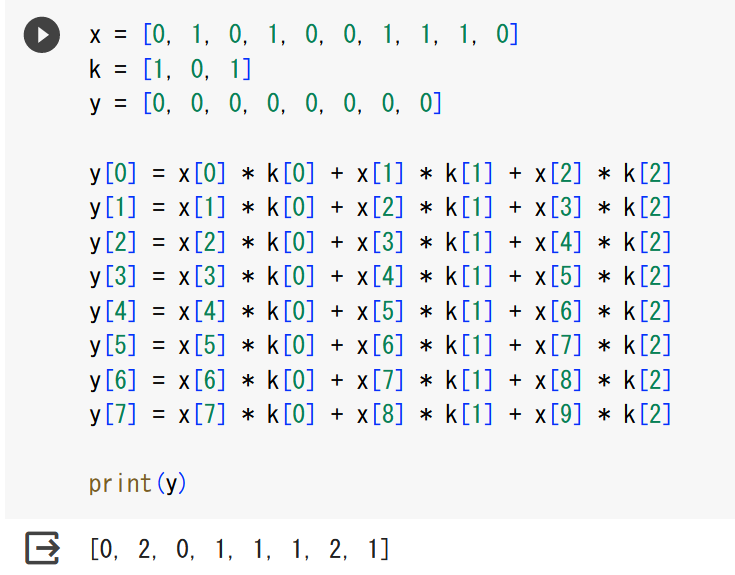 x = [0, 1, 0, 1, 0, 0, 1, 1, 1, 0]
k = [1, 0, 1]
y = [0, 0, 0, 0, 0, 0, 0, 0]
y[0] = x[0] * k[0] + x[1] * k[1] + x[2] * k[2]
y[1] = x[1] * k[0] + x[2] * k[1] + x[3] * k[2]
y[2] = x[2] * k[0] + x[3] * k[1] + x[4] * k[2]
y[3] = x[3] * k[0] + x[4] * k[1] + x[5] * k[2]
y[4] = x[4] * k[0] + x[5] * k[1] + x[6] * k[2]
y[5] = x[5] * k[0] + x[6] * k[1] + x[7] * k[2]
y[6] = x[6] * k[0] + x[7] * k[1] + x[8] * k[2]
y[7] = x[7] * k[0] + x[8] * k[1] + x[9] * k[2]
print(y)
[0, 2, 0, 1, 1, 1, 2, 1]